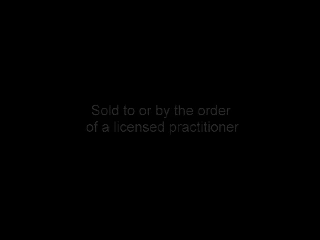 Sold to or by the order
of a licensed practitioner